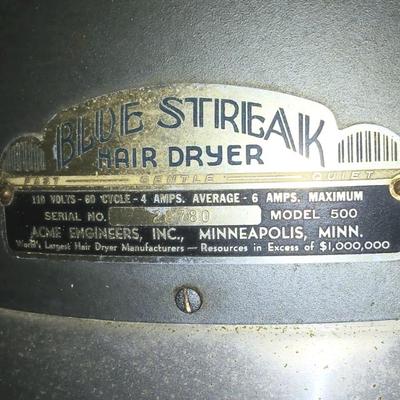 BLUE STREAK
HAIR DRYER
FAST GENTLE QUIET
110 VOLTS - 60 CYCLE - 4 AMPS. AVERAGE - 6 AMPS. MAXIMUM
SERIAL NO. MODEL 500
ACME ENGINEERS, INC., MINNEAPOLIS, MINN.
World's Largest Hair Dryer Manufacturers — Resources in Excess of $1,000,000